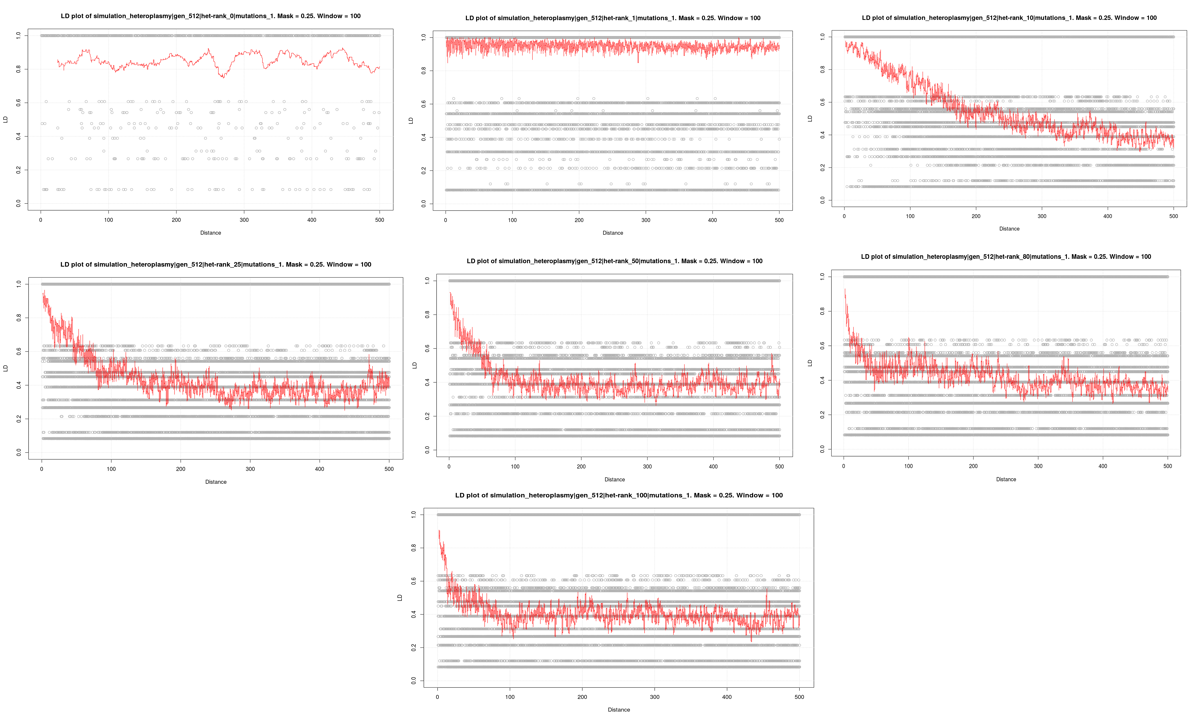 LD plot of simulation_heteroplasmy|gen_512|het-rank_0|mutations_1. Mask = 0.25. Window = 100
LD
0.0
0.2
0.4
0.6
0.8
1.0
0 100 200 300 400 500
Distance
LD plot of simulation_heteroplasmy|gen_512|het-rank_1|mutations_1. Mask = 0.25. Window = 100
LD
0.0
0.2
0.4
0.6
0.8
1.0
0 100 200 300 400 500
Distance
LD plot of simulation_heteroplasmy|gen_512|het-rank_10|mutations_1. Mask = 0.25. Window = 100
LD
0.0
0.2
0.4
0.6
0.8
1.0
0 100 200 300 400 500
Distance
LD plot of simulation_heteroplasmy|gen_512|het-rank_25|mutations_1. Mask = 0.25. Window = 100
LD
0.0
0.2
0.4
0.6
0.8
1.0
0 100 200 300 400 500
Distance
LD plot of simulation_heteroplasmy|gen_512|het-rank_50|mutations_1. Mask = 0.25. Window = 100
LD
0.0
0.2
0.4
0.6
0.8
1.0
0 100 200 300 400 500
Distance
LD plot of simulation_heteroplasmy|gen_512|het-rank_80|mutations_1. Mask = 0.25. Window = 100
LD
0.0
0.2
0.4
0.6
0.8
1.0
0 100 200 300 400 500
Distance
LD plot of simulation_heteroplasmy|gen_512|het-rank_100|mutations_1. Mask = 0.25. Window = 100
LD
0.0
0.2
0.4
0.6
0.8
1.0
0 100 200 300 400 500
Distance